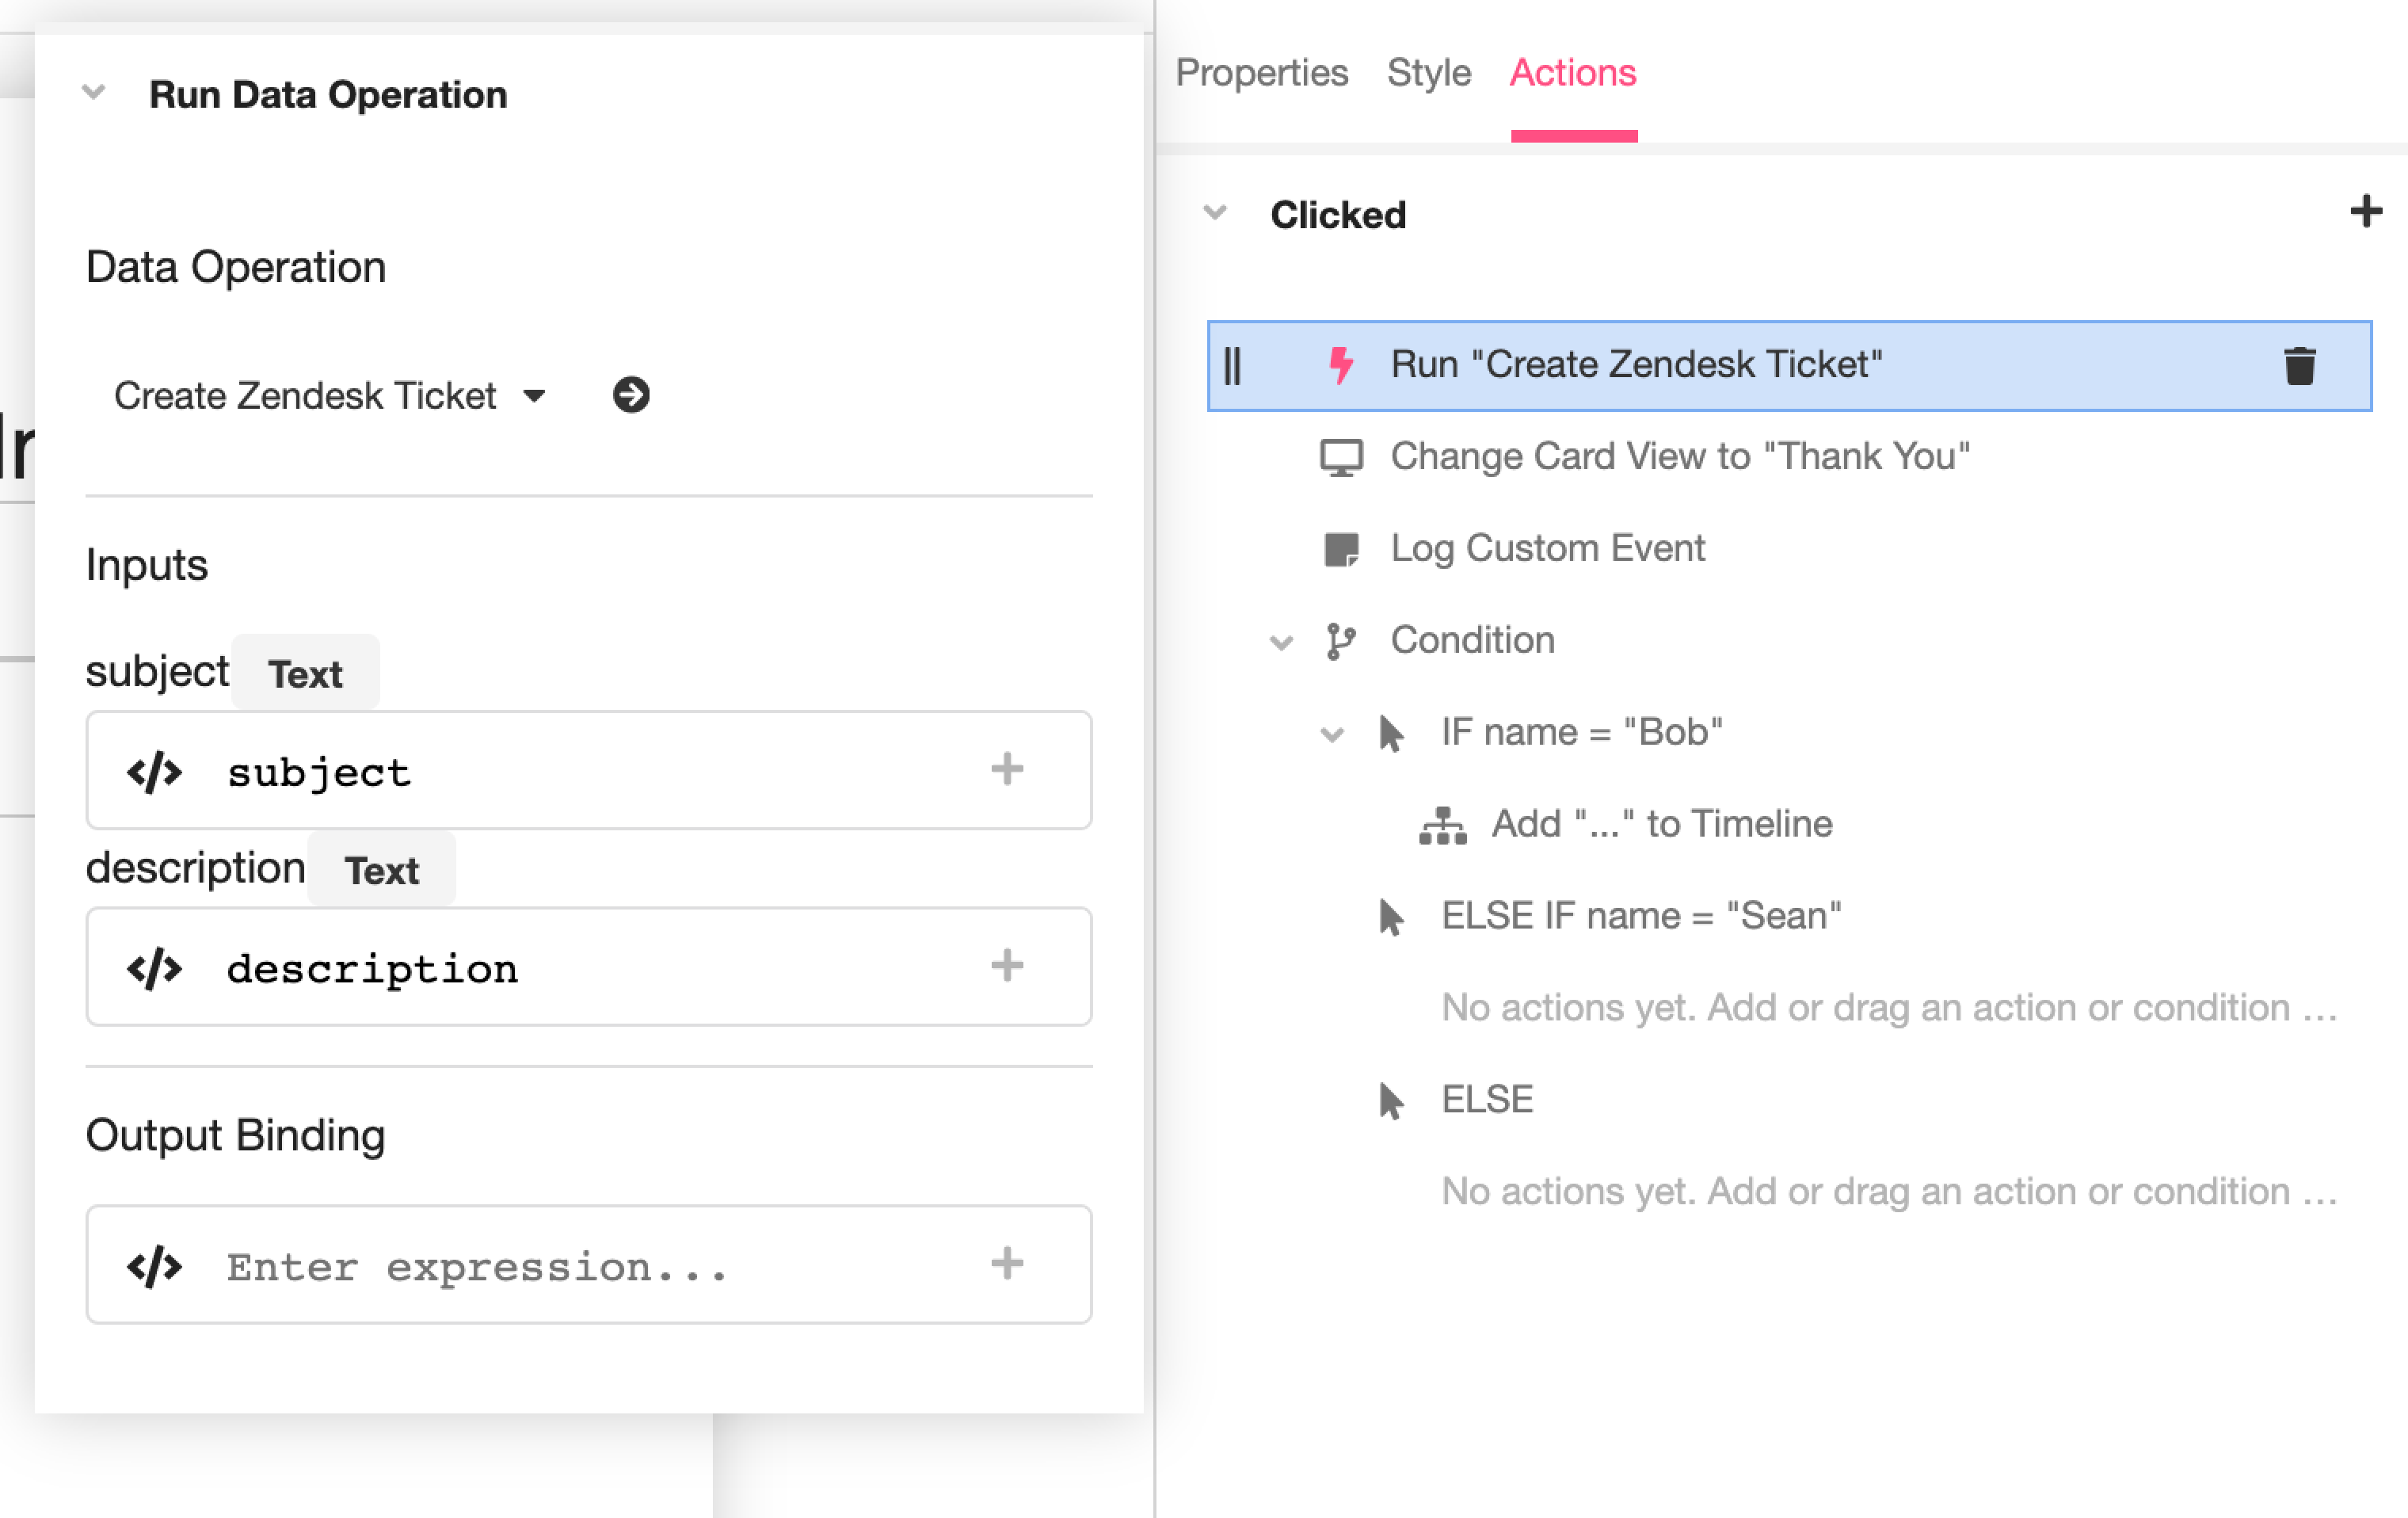 Run Data Operation
Data Operation
Create Zendesk Ticket
Inputs
subject Text
subject
description Text
description
Output Binding
Enter expression...
Properties Style Actions
Clicked
Run "Create Zendesk Ticket"
Change Card View to "Thank You"
Log Custom Event
Condition
IF name = "Bob"
Add "..." to Timeline
ELSE IF name = "Sean"
No actions yet. Add or drag an action or condition ...
ELSE
No actions yet. Add or drag an action or condition ...